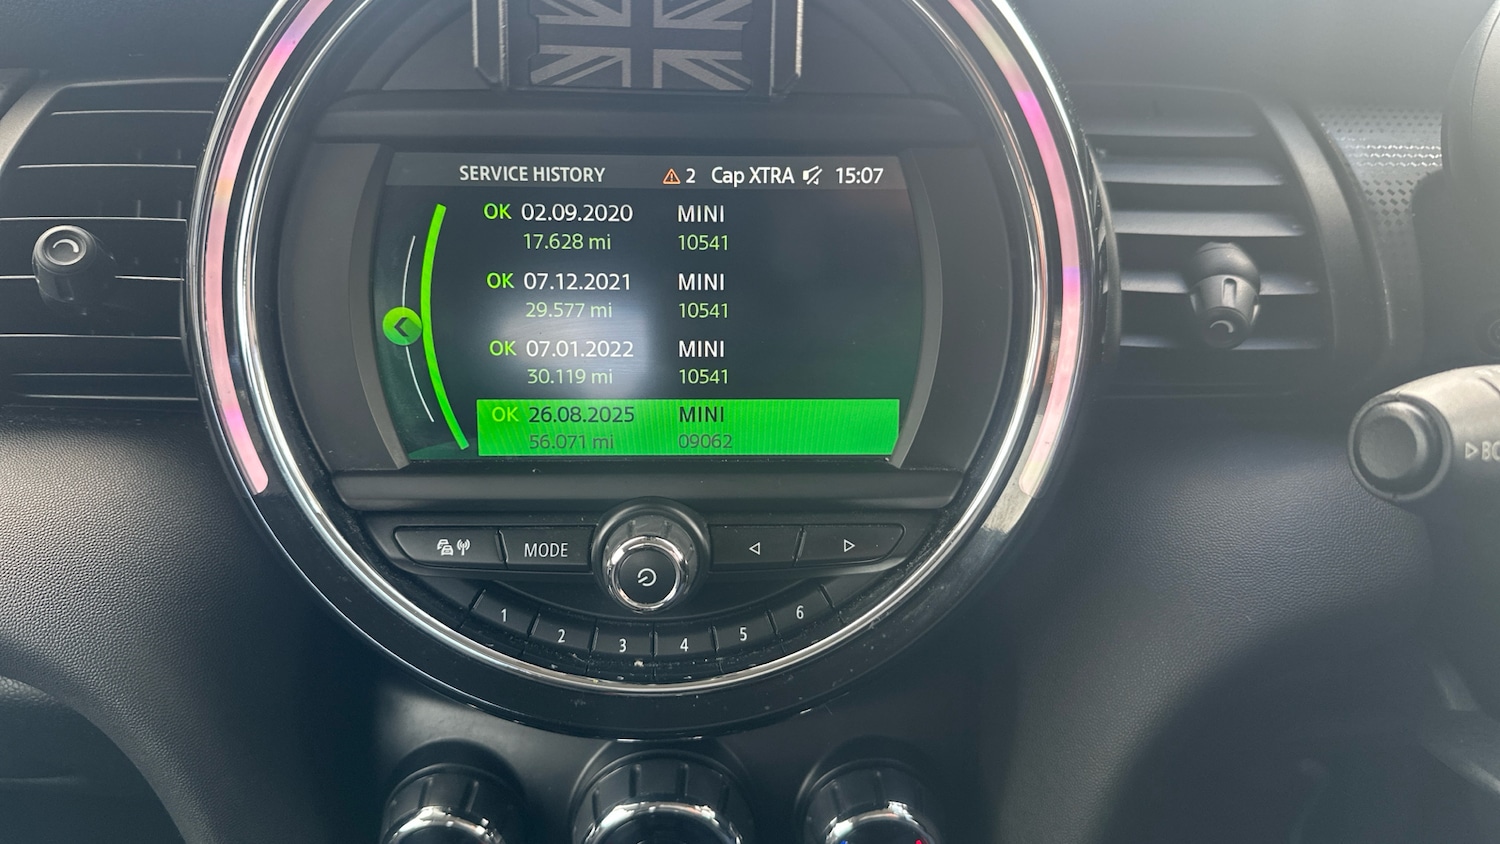 SERVICE HISTORY 2 Cap XTRA 15:07
OK 02.09.2020 MINI
17.628 mi 10541
OK 07.12.2021 MINI
29.577 mi 10541
OK 07.01.2022 MINI
30.119 mi 10541
OK 26.08.2025 MINI
56.071 mi 09062
MODE
1 2 3 4 5 6